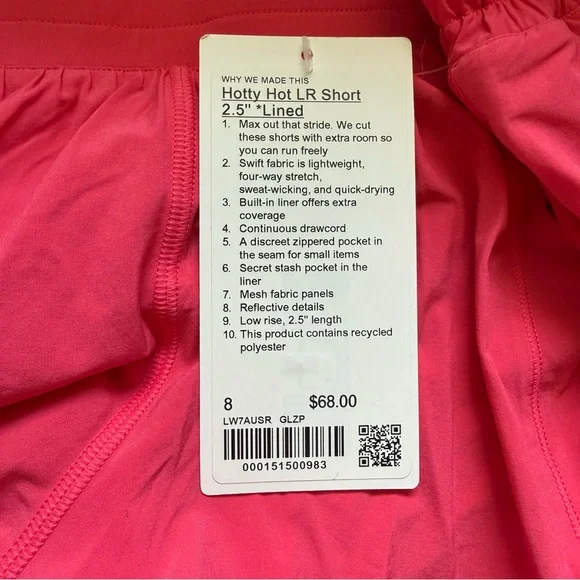 WHY WE MADE THIS
Hotty Hot LR Short
2.5" *Lined
1. Max out that stride. We cut
these shorts with extra room so
you can run freely
2. Swift fabric is lightweight,
four-way stretch,
sweat-wicking, and quick-drying
3. Built-in liner offers extra
coverage
4. Continuous drawcord
5. A discreet zippered pocket in
the seam for small items
6. Secret stash pocket in the
liner
7. Mesh fabric panels
8. Reflective details
9. Low rise, 2.5" length
10. This product contains recycled
polyester
8 $68.00
LW7AUSR GLZP
000151500983